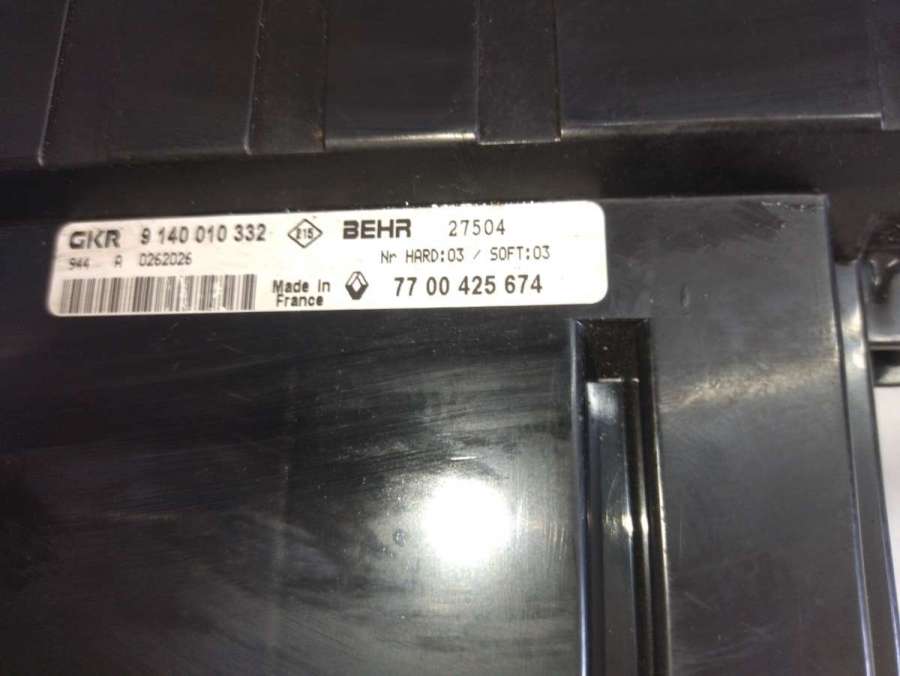 GKR 9 140 010 332 215 BEHR 27504
944 A 0262026 Nr HARD:03 / SOFT:03
Made in France 77 00 425 674